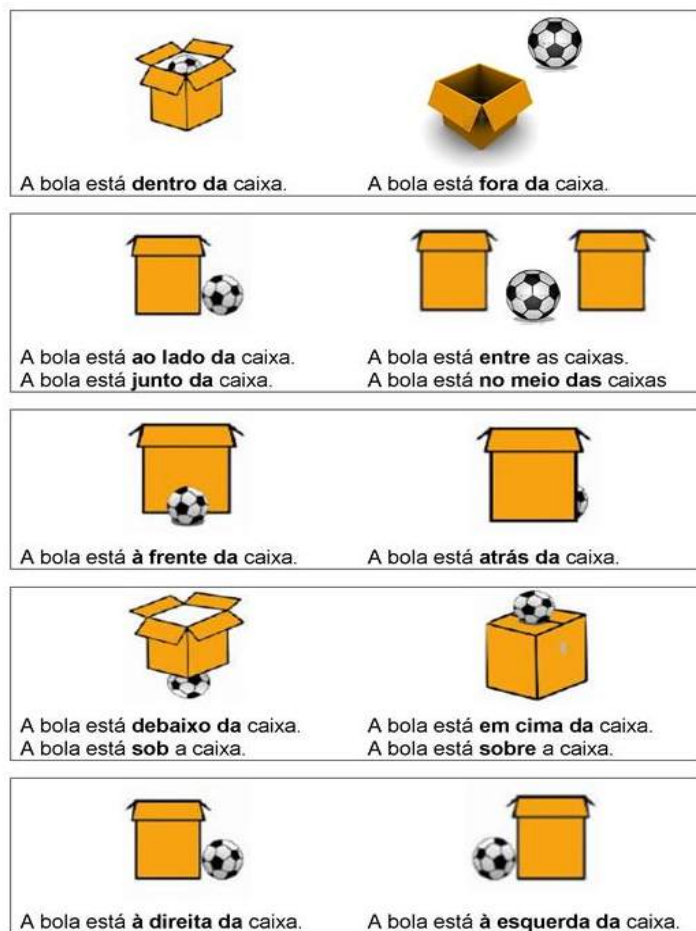 A bola está dentro da caixa.
A bola está fora da caixa.
A bola está ao lado da caixa.
A bola está junto da caixa.
A bola está entre as caixas.
A bola está no meio das caixas
A bola está à frente da caixa.
A bola está atrás da caixa.
A bola está debaixo da caixa.
A bola está sob a caixa.
A bola está em cima da caixa.
A bola está sobre a caixa.
A bola está à direita da caixa.
A bola está à esquerda da caixa.